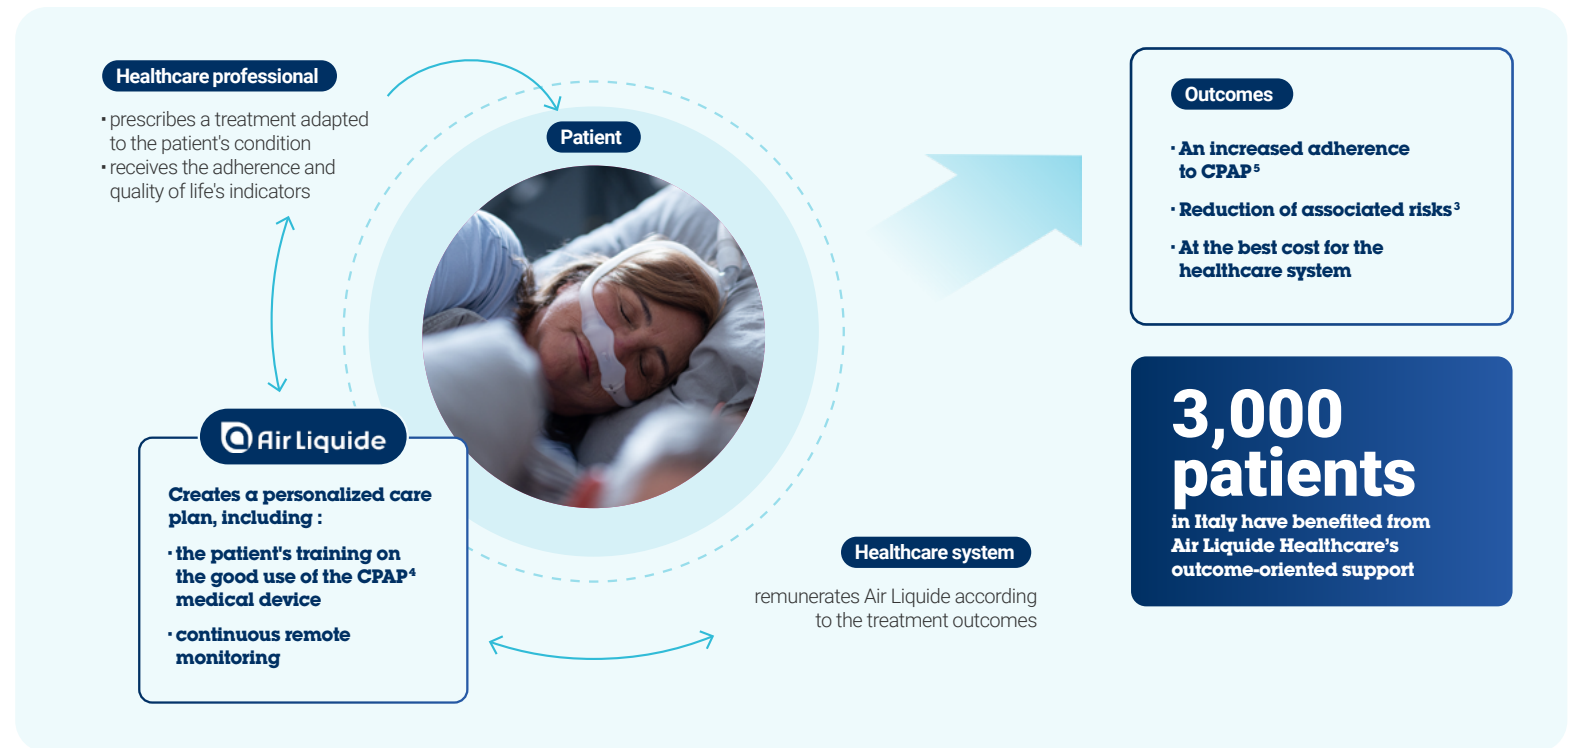 Healthcare professional
▪ prescribes a treatment adapted
to the patient's condition
▪ receives the adherence and
quality of life's indicators
Patient
Air Liquide
Creates a personalized care
plan, including :
▪ the patient's training on
the good use of the CPAP⁴
medical device
▪ continuous remote
monitoring
Healthcare system
remunerates Air Liquide according
to the treatment outcomes
Outcomes
▪ An increased adherence
to CPAP⁵
▪ Reduction of associated risks³
▪ At the best cost for the
healthcare system
3,000
patients
in Italy have benefited from
Air Liquide Healthcare’s
outcome-oriented support